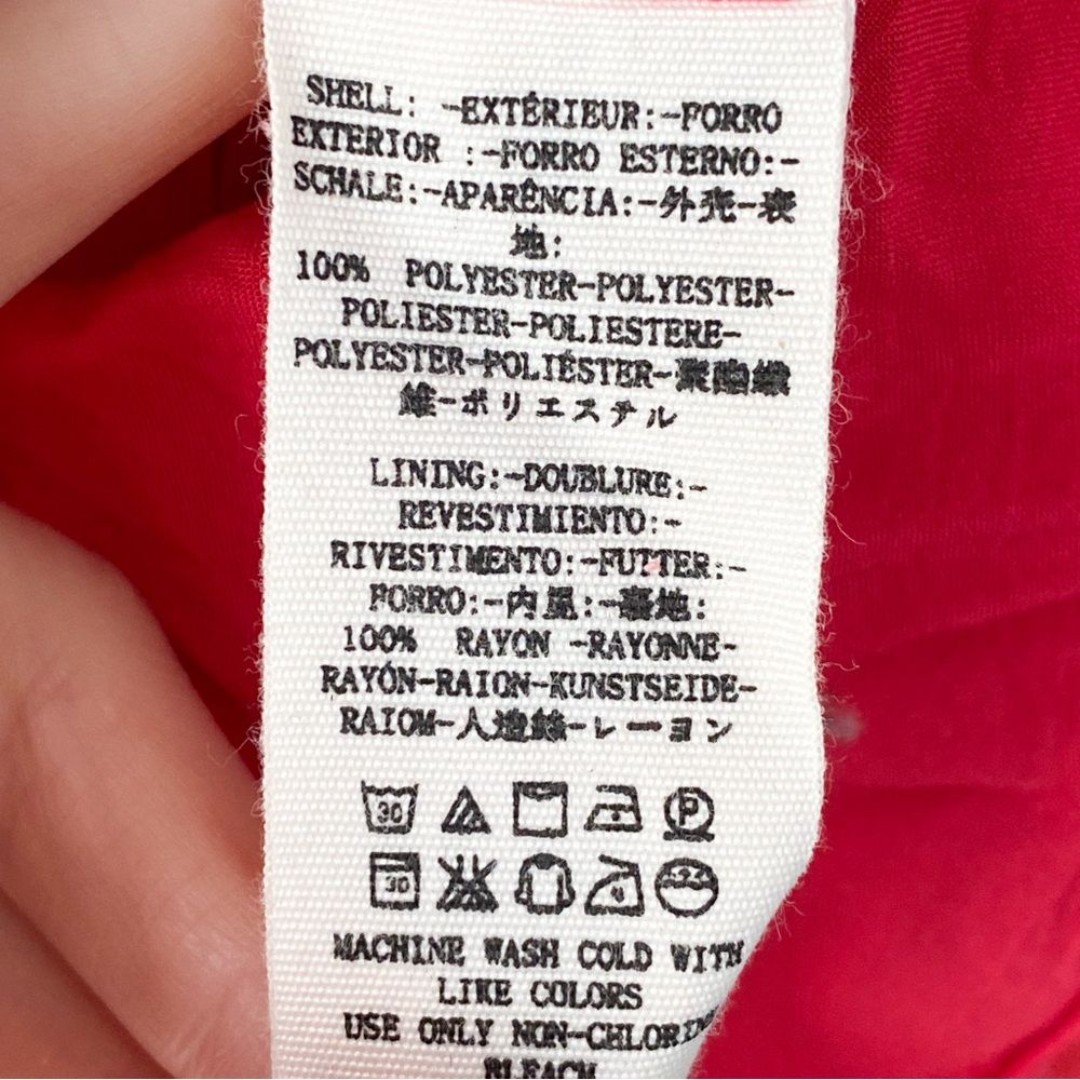 SHELL: -EXTÉRIEUR:-FORRO
EXTERIOR :-FORRO ESTERNO:-
SCHALE:-APARÊNCIA:-外壳-表
地:
100% POLYESTER-POLYESTER-
POLIESTER-POLIESTERE-
POLYESTER-POLIÉSTER-聚酯纖
維-ポリエステル
LINING:-DOUBLURE:-
REVESTIMIENTO:-
RIVESTIMENTO:-FUTTER:-
FORRO:-内里:-裏地:
100% RAYON -RAYONNE-
RAYÓN-RAION-KUNSTSEIDE-
RAIOM-人造絲-レーヨン
30 P
30
MACHINE WASH COLD WITH
LIKE COLORS
USE ONLY NON-CHLORINE
BLEACH